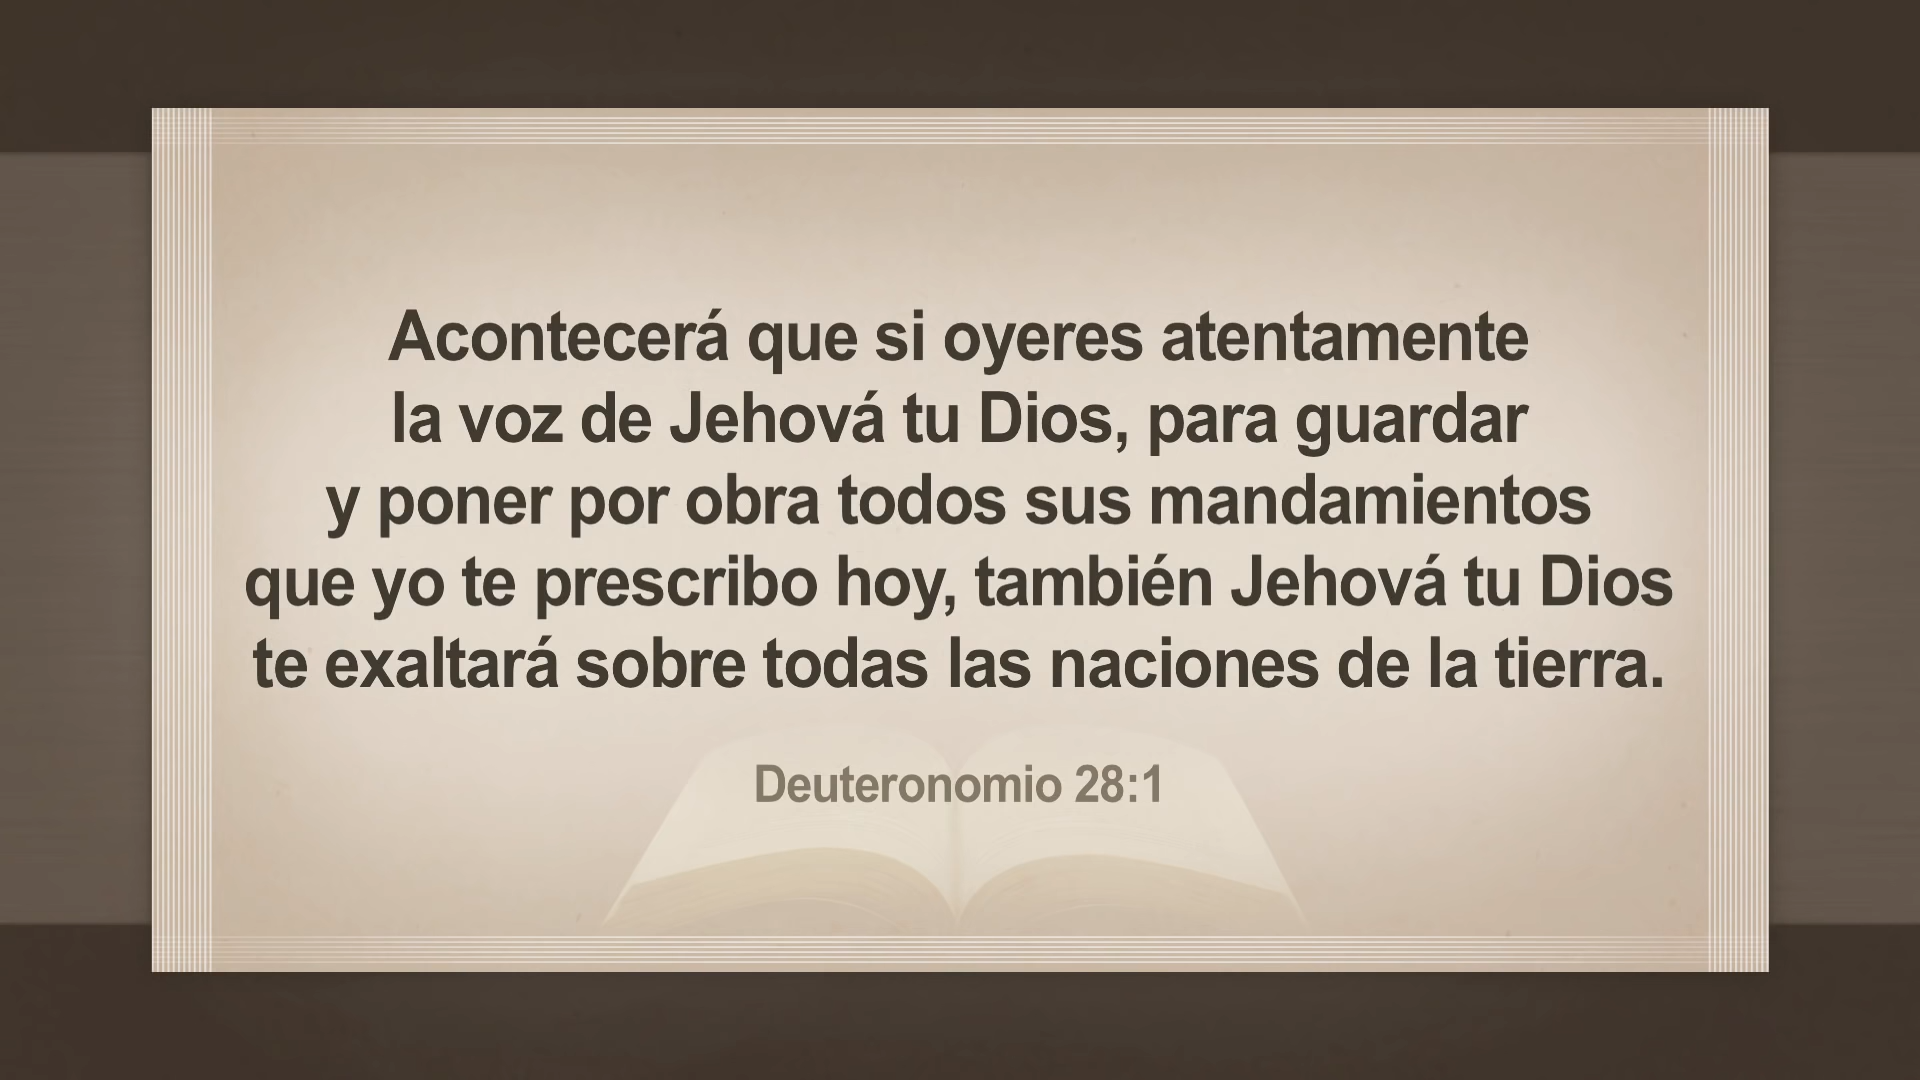 Acontecerá que si oyeres atentamente
la voz de Jehová tu Dios, para guardar
y poner por obra todos sus mandamientos
que yo te prescribo hoy, también Jehová tu Dios
te exaltará sobre todas las naciones de la tierra.
Deuteronomio 28:1